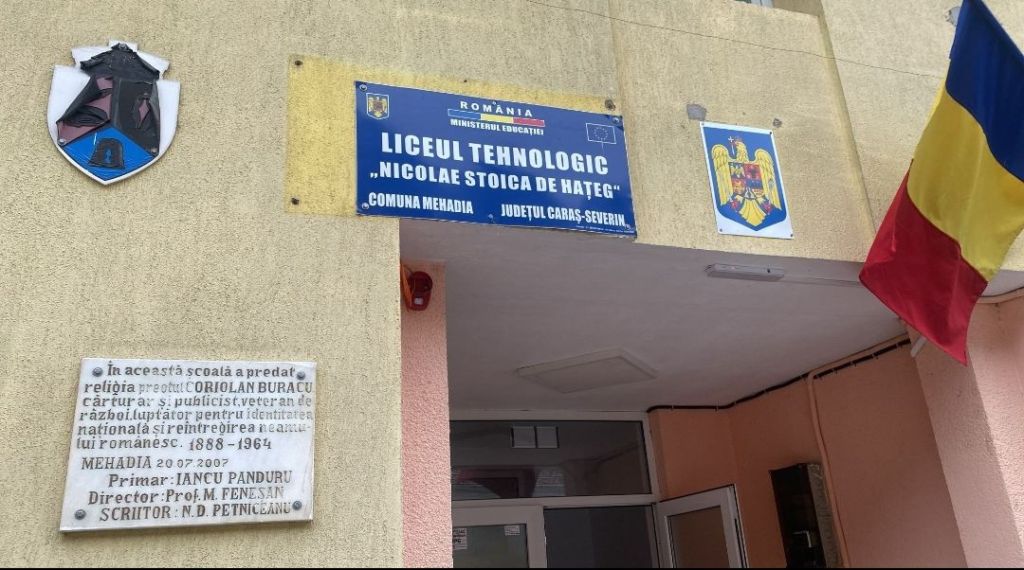 ROMÂNIA
MINISTERUL EDUCAȚIEI
LICEUL TEHNOLOGIC
„NICOLAE STOICA DE HAȚEG“
COMUNA MEHADIA JUDEȚUL CARAȘ-SEVERIN
În această școală a predat
religia preotul CORIOLAN BURACU
cărturar și publicist, veteran de
război, luptător pentru identitatea
națională și reîntregirea neamu-
lui românesc. 1888-1964
MEHADIA 20.07.2007
Primar: IANCU PANDURU
Director: Prof. M. FENEȘAN
SCRIITOR: N.D. PETNICEANU